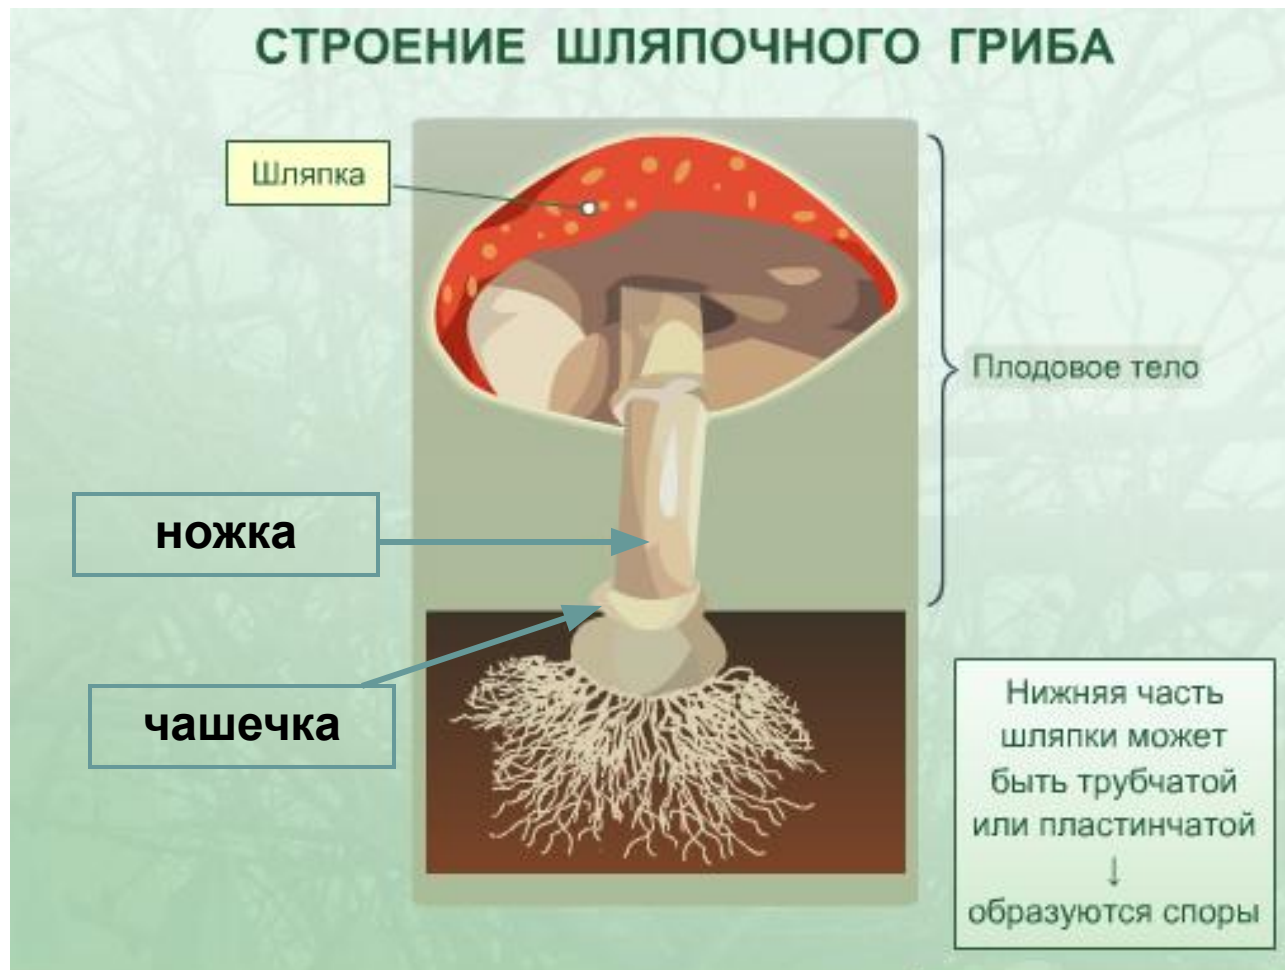 СТРОЕНИЕ ШЛЯПОЧНОГО ГРИБА
Шляпка
Плодовое тело
ножка
чашечка
Нижняя часть
шляпки может
быть трубчатой
или пластинчатой
↓
образуются споры